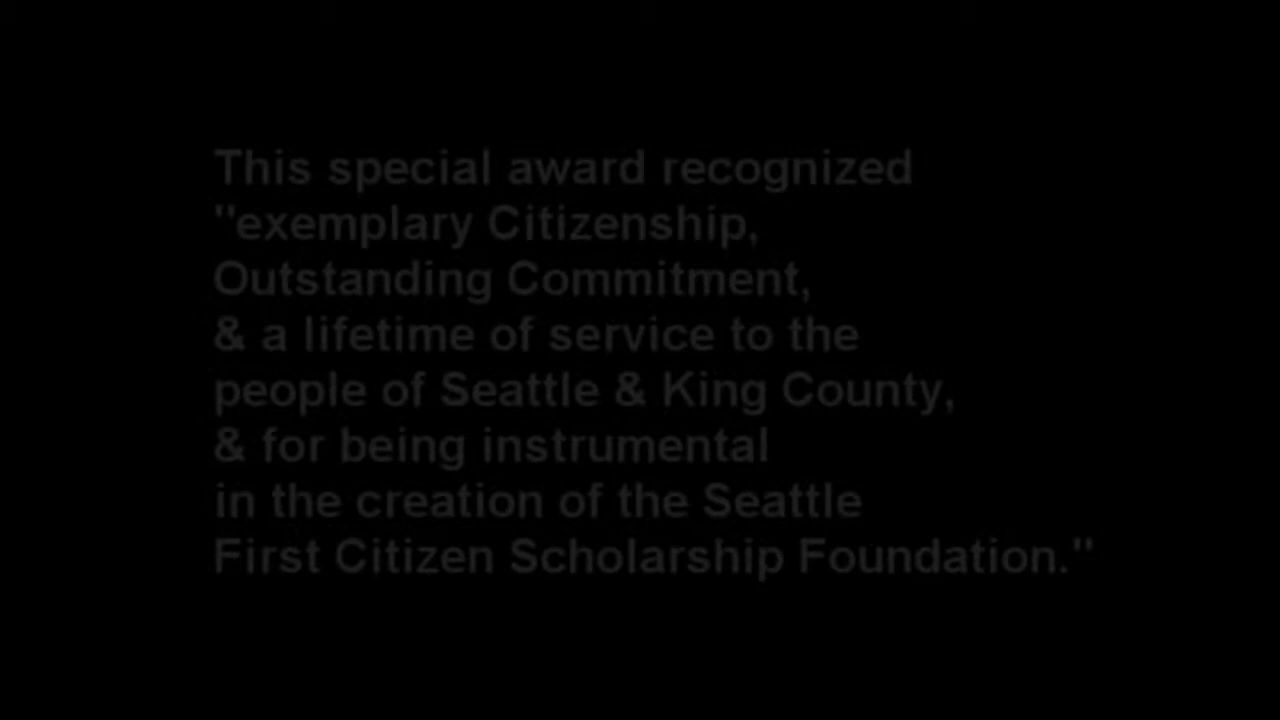 This special award recognized
"exemplary Citizenship,
Outstanding Commitment,
& a lifetime of service to the
people of Seattle & King County,
& for being instrumental
in the creation of the Seattle
First Citizen Scholarship Foundation."